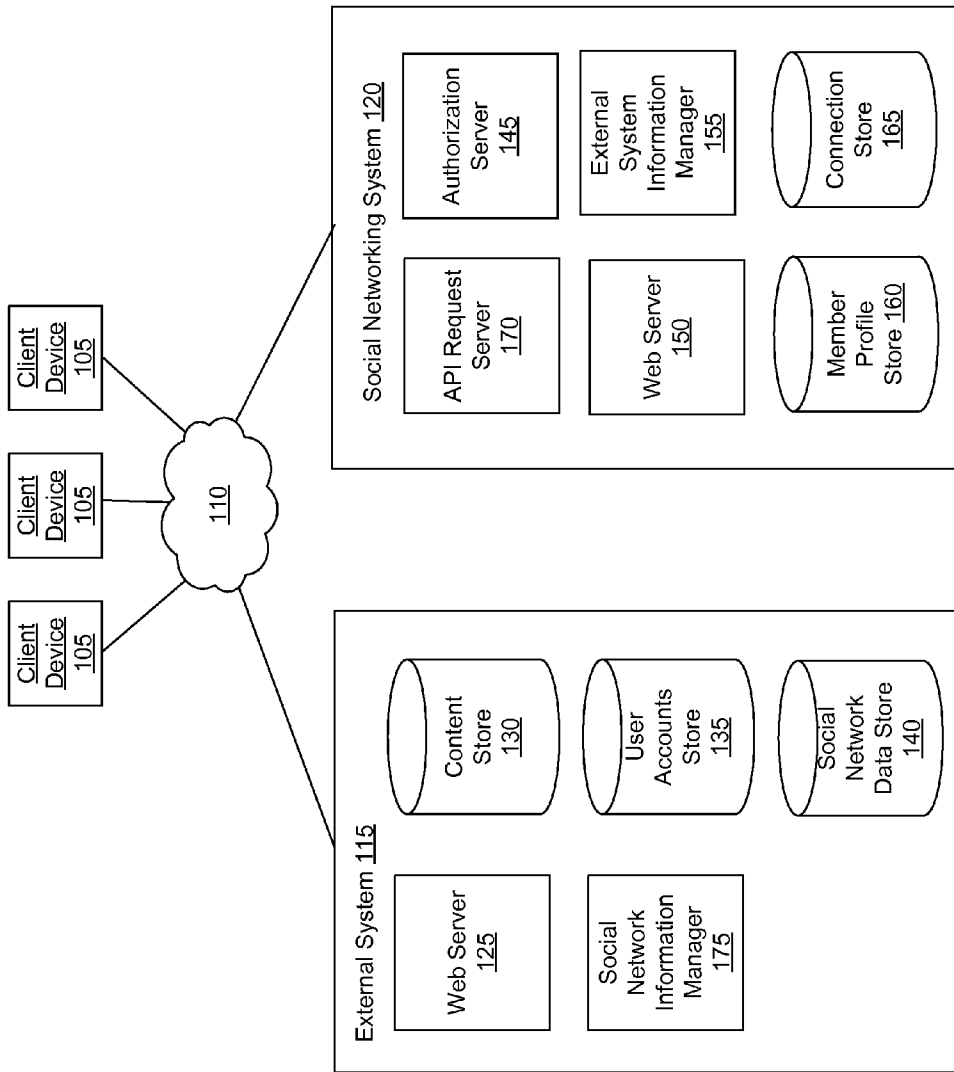 Client
Device
105
Client
Device
105
Client
Device
105
110
External System 115
Web Server
125
Content
Store
130
Social
Network
Information
Manager
175
User
Accounts
Store
135
Social
Network
Data Store
140
Social Networking System 120
API Request
Server
170
Authorization
Server
145
Web Server
150
External
System
Information
Manager
155
Member
Profile
Store 160
Connection
Store
165